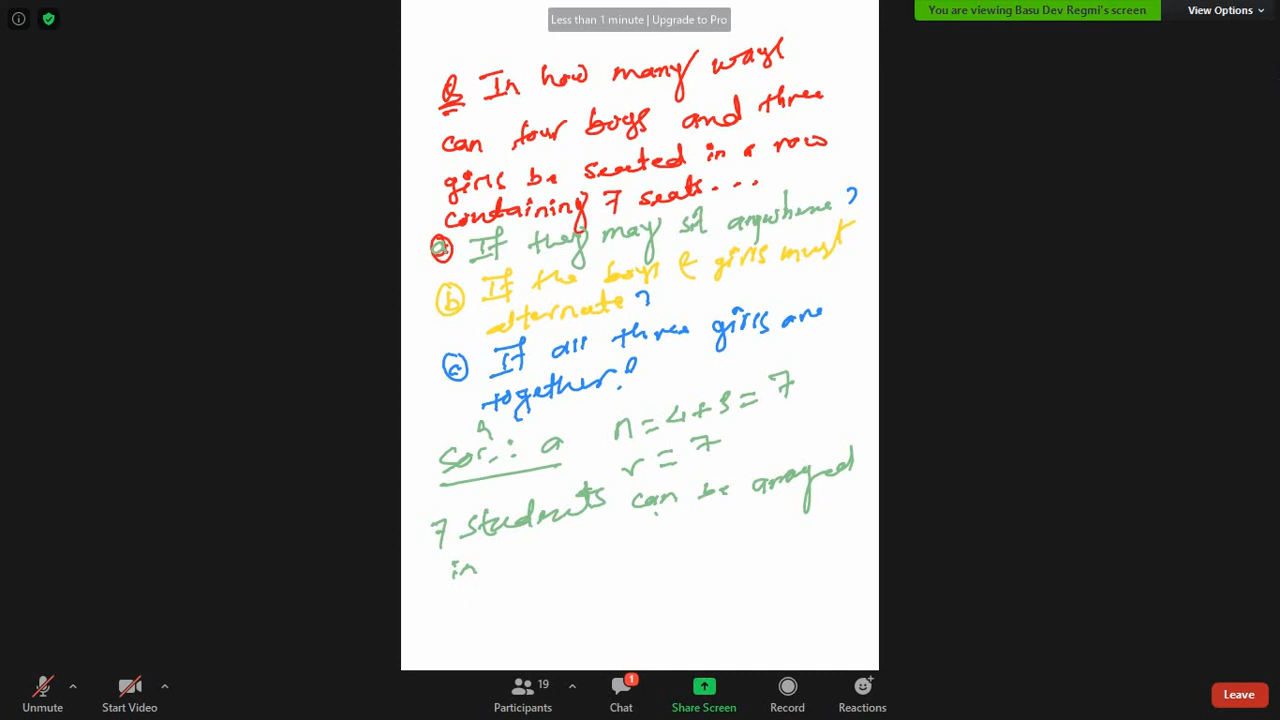 Less than 1 minute | Upgrade to Pro
You are viewing Basu Dev Regmi's screen
View Options
Q In how many ways
can four boys and three
girls be seated in a row
containing 7 seats...
a If they may sit anywhere?
b If the boys & girls must
alternate?
c If all three girls are
together?
Solⁿ: a n = 4 + 3 = 7
r = 7
7 students can be arranged
in
Unmute
Start Video
19
Participants
1
Chat
Share Screen
Record
Reactions
Leave